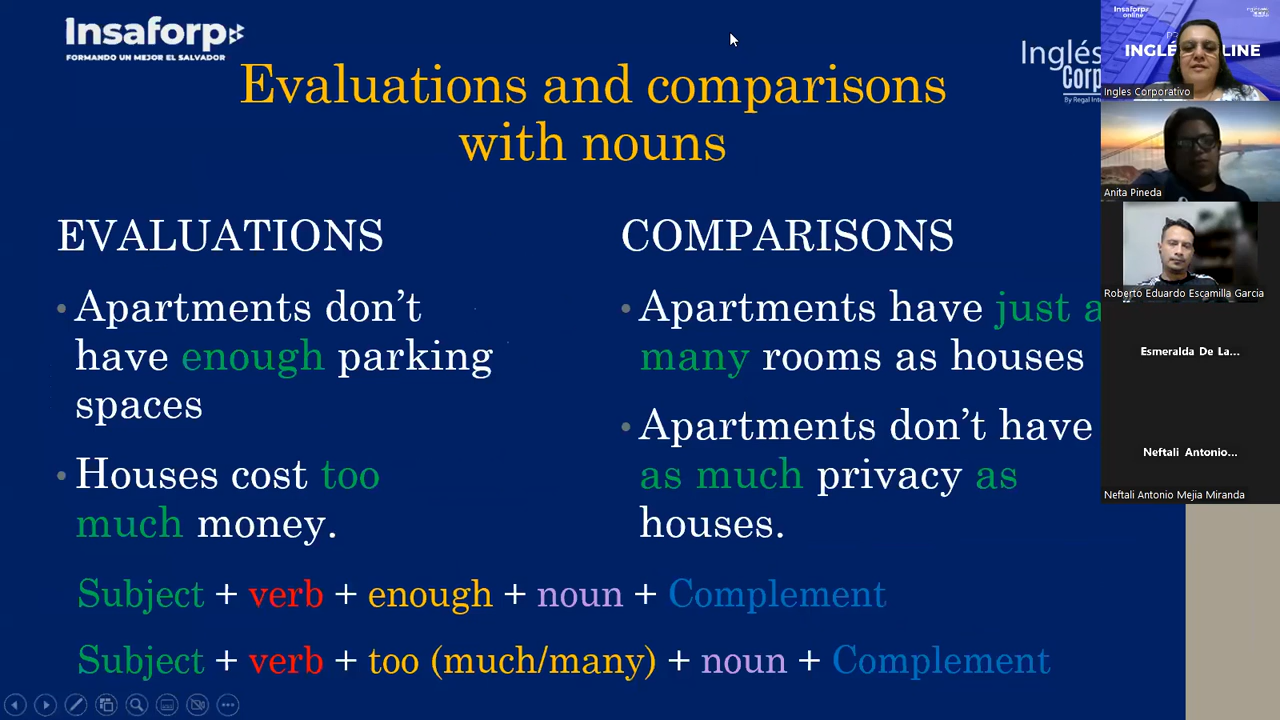 Insaforp
FORMANDO UN MEJOR EL SALVADOR
Evaluations and comparisons
with nouns
Inglés
Corp
EVALUATIONS
• Apartments don't
have enough parking
spaces
• Houses cost too
much money.
COMPARISONS
• Apartments have just a
many rooms as houses
• Apartments don't have
as much privacy as
houses.
Subject + verb + enough + noun + Complement
Subject + verb + too (much/many) + noun + Complement
Insaforp
online
INGLÉ LINE
Ingles Corporativo
Anita Pineda
Roberto Eduardo Escamilla Garcia
Esmeralda De La...
Neftali Antonio...
Neftali Antonio Mejia Miranda